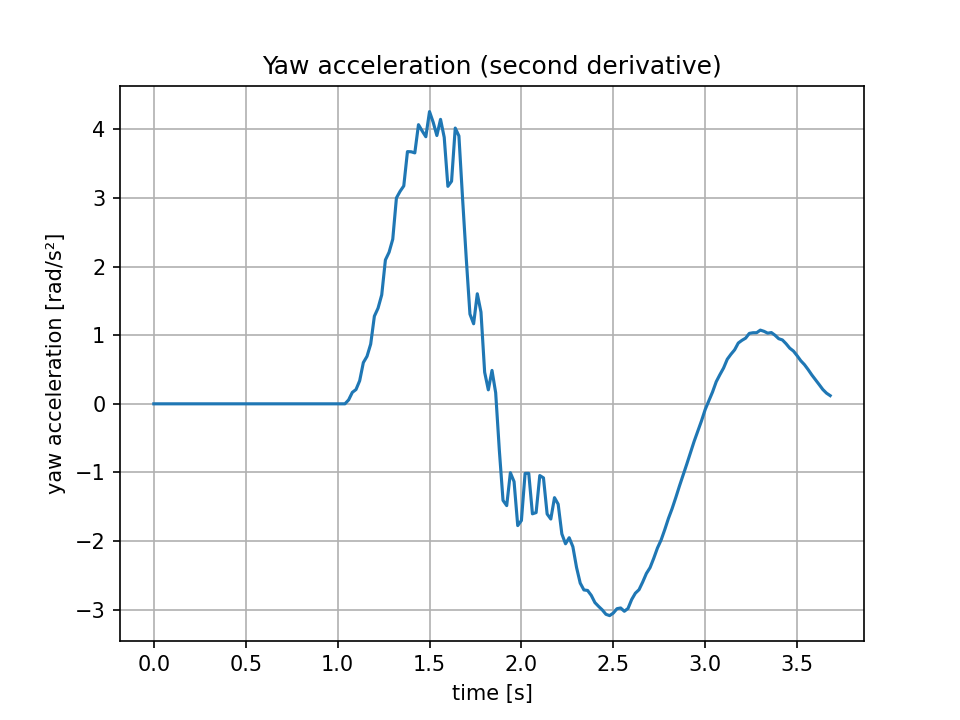 Yaw acceleration (second derivative)
yaw acceleration [rad/s²]
4
3
2
1
0
−1
−2
−3
0.0 0.5 1.0 1.5 2.0 2.5 3.0 3.5
time [s]